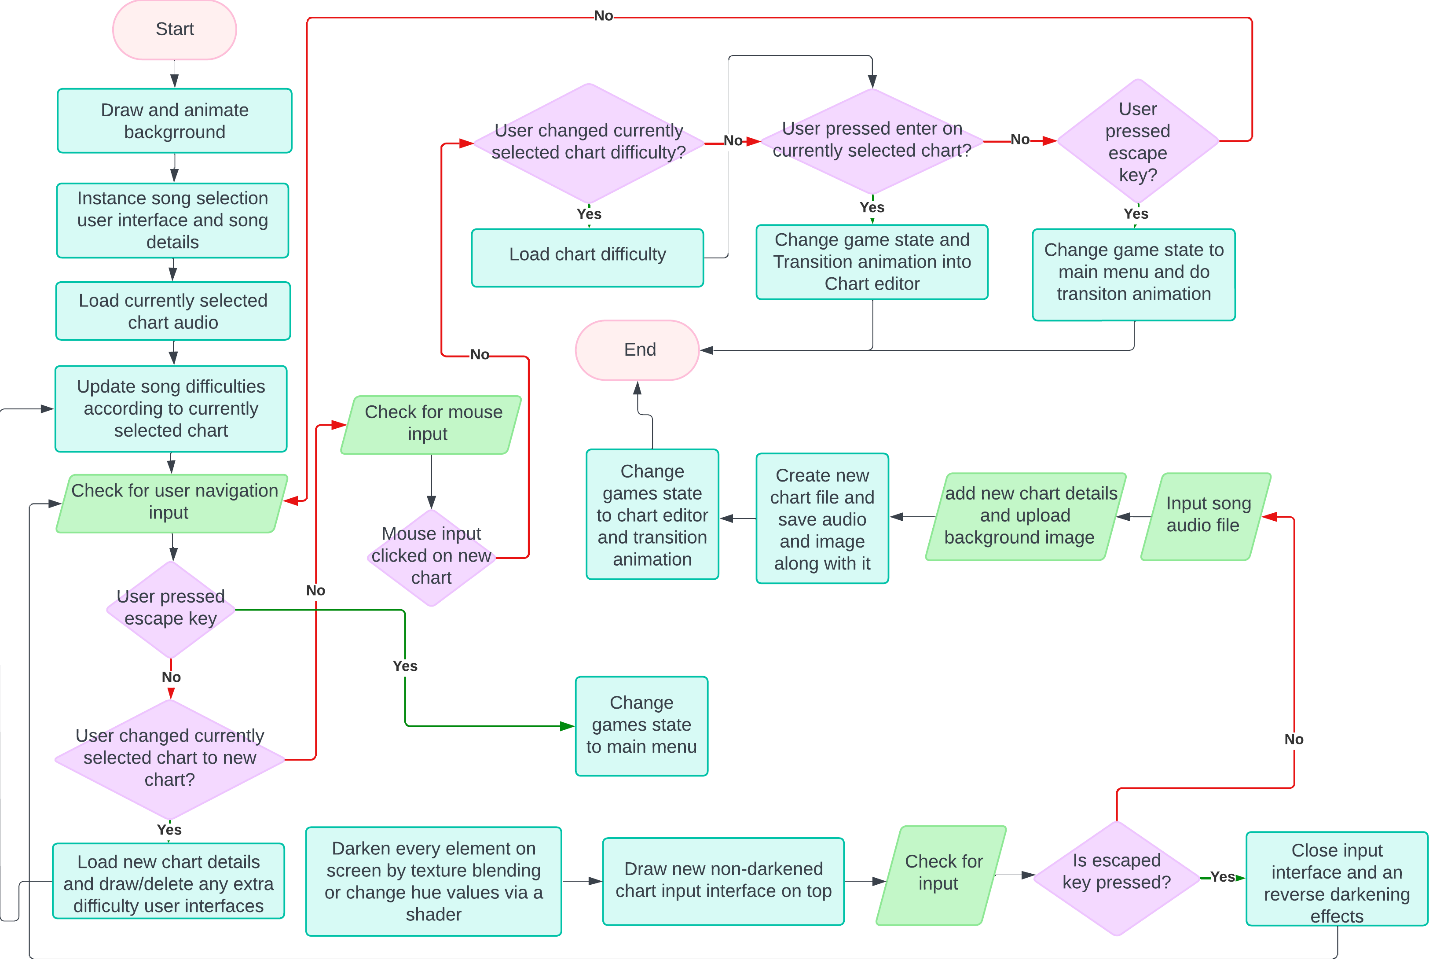 Start
No
Draw and animate
backgrround
Instance song selection
user interface and song
details
Load currently selected
chart audio
Update song difficulties
according to currently
selected chart
Check for user navigation
input
User pressed
escape key
No
User changed currently
selected chart to new
chart?
Yes
Load new chart details
and draw/delete any extra
difficulty user interfaces
No
Check for mouse
input
Mouse input
clicked on new
chart
No
Yes
Change
games state
to main menu
User changed currently
selected chart difficulty?
No
Yes
Load chart difficulty
User pressed enter on
currently selected chart?
No
Yes
Change game state and
Transition animation into
Chart editor
User
pressed
escape
key?
Yes
Change game state to
main menu and do
transiton animation
End
Change
games state
to chart editor
and transition
animation
Create new
chart file and
save audio
and image
along with it
add new chart details
and upload
background image
Input song
audio file
No
Darken every element on
screen by texture blending
or change hue values via a
shader
Draw new non-darkened
chart input interface on top
Check for
input
Is escaped
key pressed?
Yes
Close input
interface and an
reverse darkening
effects